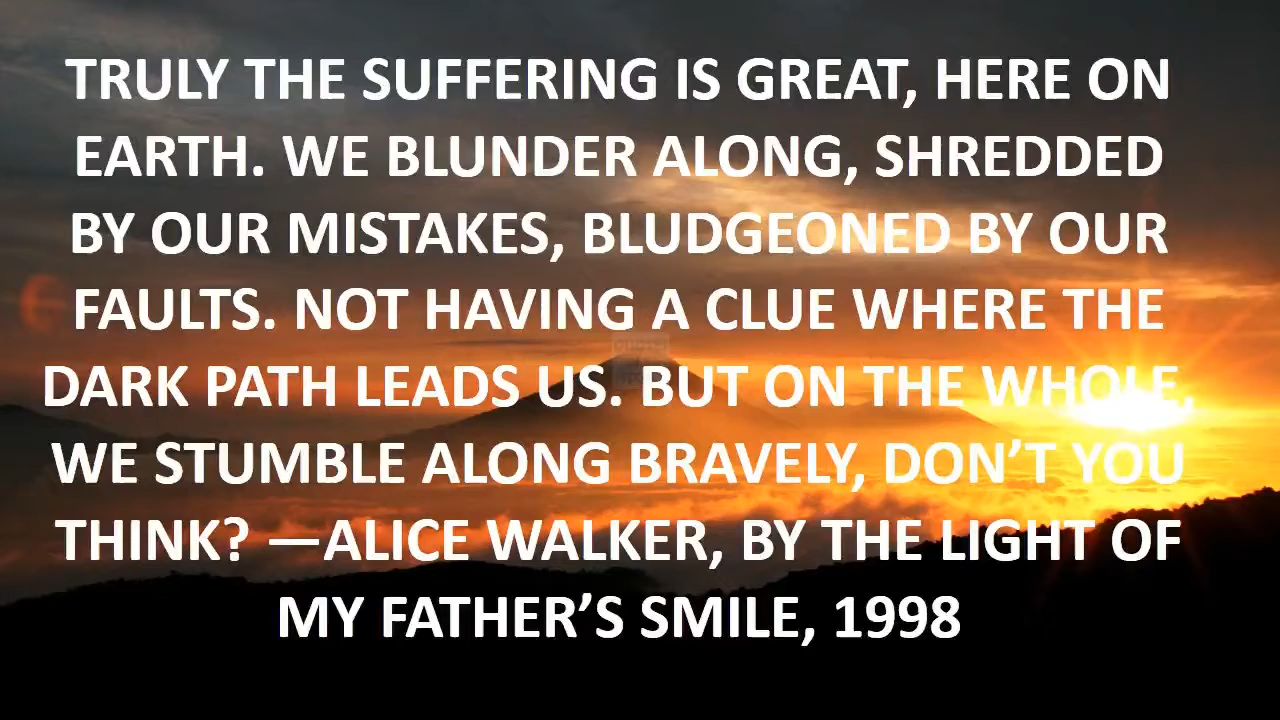 TRULY THE SUFFERING IS GREAT, HERE ON
EARTH. WE BLUNDER ALONG, SHREDDED
BY OUR MISTAKES, BLUDGEONED BY OUR
FAULTS. NOT HAVING A CLUE WHERE THE
DARK PATH LEADS US. BUT ON THE WHOLE,
WE STUMBLE ALONG BRAVELY, DON’T YOU
THINK? —ALICE WALKER, BY THE LIGHT OF
MY FATHER’S SMILE, 1998